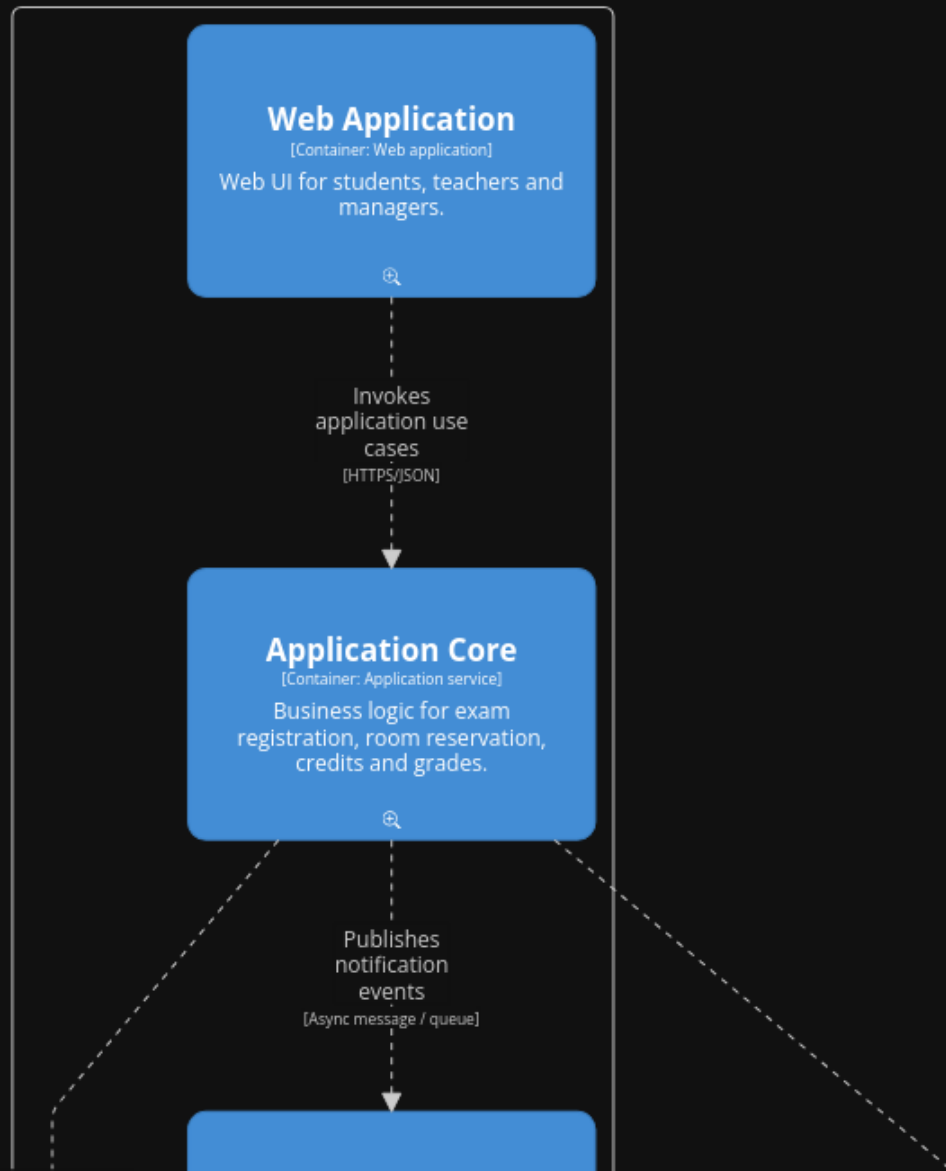 Web Application
[Container: Web application]
Web UI for students, teachers and
managers.
Invokes
application use
cases
[HTTPS/JSON]
Application Core
[Container: Application service]
Business logic for exam
registration, room reservation,
credits and grades.
Publishes
notification
events
[Async message / queue]